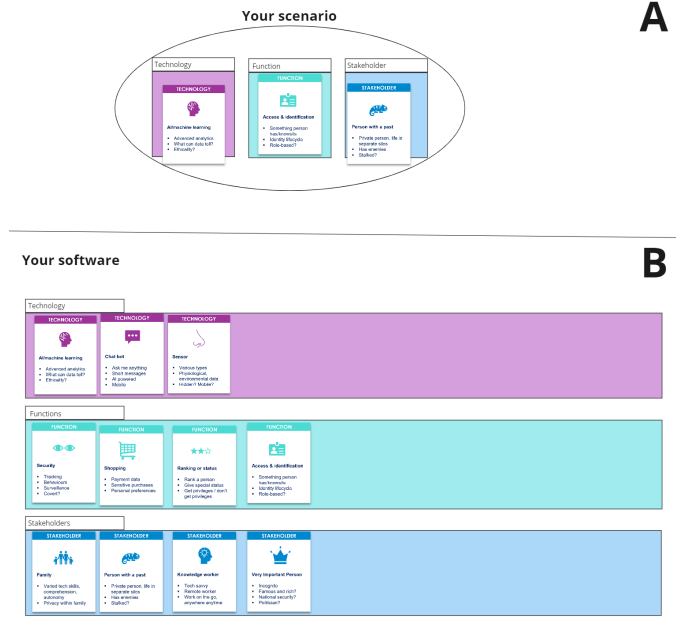 Your scenario
A
Technology
Function
Stakeholder
TECHNOLOGY
AI/machine learning
Advanced analytics
What can data tell?
Ethicality?
FUNCTION
Access & identification
Something person
has/knows/is
Identity lifecycle
Role-based?
STAKEHOLDER
Person with a past
Private person, life in
separate silos
Has enemies
Stalked?
Your software
B
Technology
TECHNOLOGY
AI/machine learning
Advanced analytics
What can data tell?
Ethicality?
TECHNOLOGY
Chat bot
Ask me anything
Short messages
AI powered
Mobile
TECHNOLOGY
Sensor
Various types
Physiological,
environmental data
Hidden? Mobile?
Functions
FUNCTION
Security
Tracking
Behaviours
Surveillance
Covert?
FUNCTION
Shopping
Payment data
Sensitive purchases
Personal preferences
FUNCTION
Ranking or status
Rank a person
Give special status
Get privileges / don't
get privileges
FUNCTION
Access & identification
Something person
has/knows/is
Identity lifecycle
Role-based?
Stakeholders
STAKEHOLDER
Family
Varied tech skills,
comprehension,
autonomy
Privacy within family
STAKEHOLDER
Person with a past
Private person, life in
separate silos
Has enemies
Stalked?
STAKEHOLDER
Knowledge worker
Tech savvy
Remote worker
Work on the go,
anywhere anytime
STAKEHOLDER
Very Important Person
Incognito
Famous and rich?
National security?
Politician?